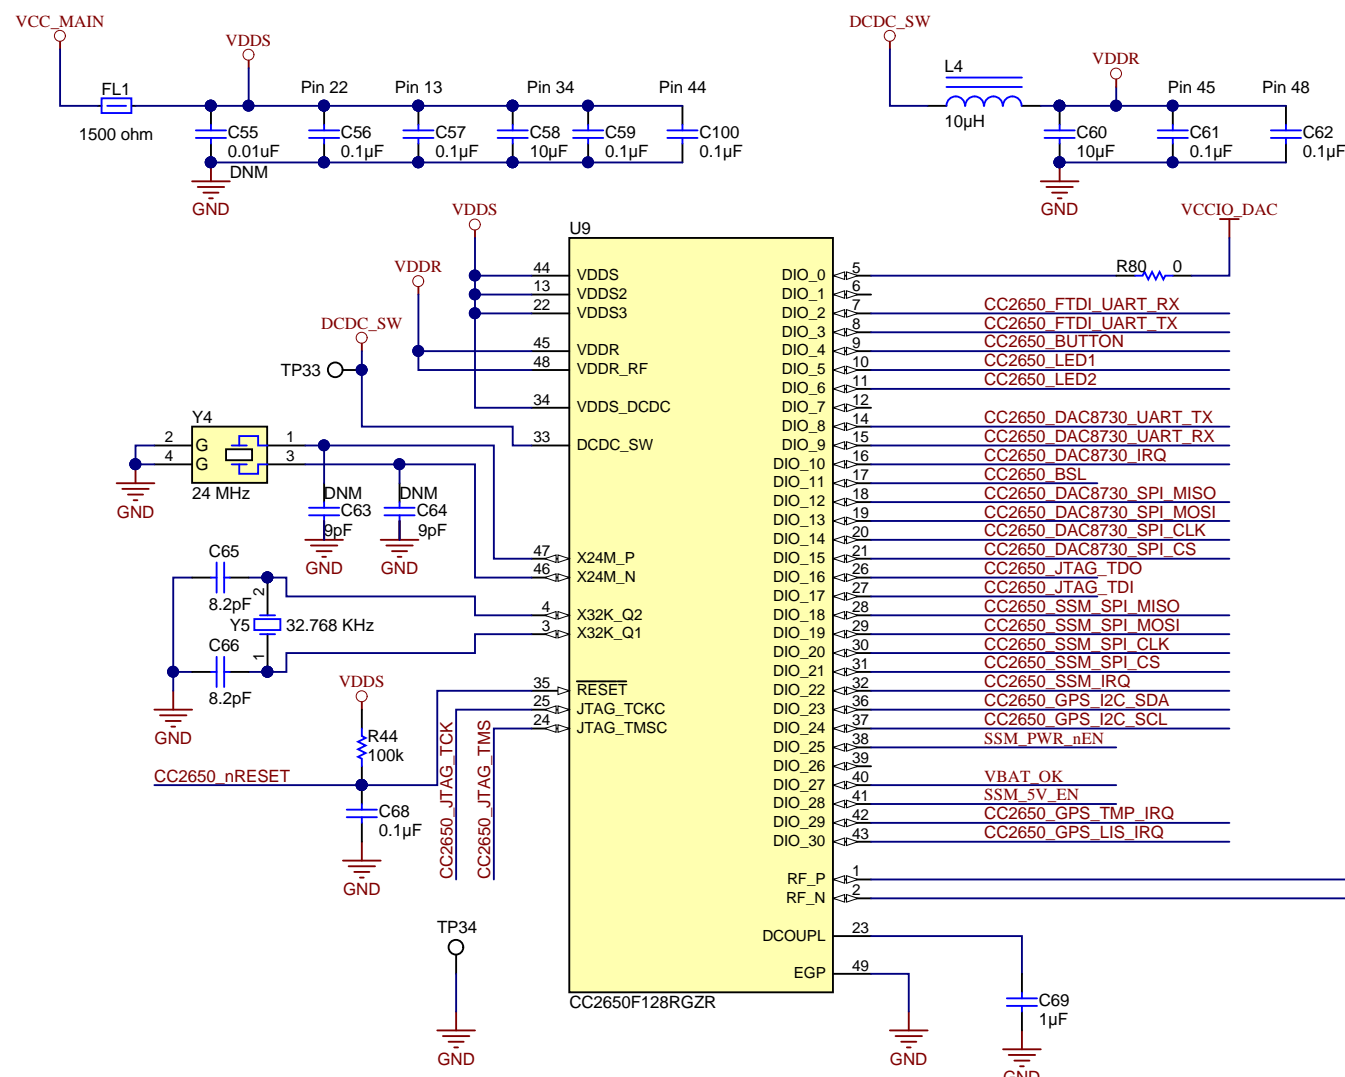 VCC_MAIN
VDDS
FL1
1500 ohm
Pin 22
Pin 13
Pin 34
Pin 44
C55
0.01uF
DNM
C56
0.1µF
C57
0.1µF
C58
10µF
C59
0.1µF
C100
0.1µF
GND
DCDC_SW
L4
10µH
VDDR
Pin 45
Pin 48
C60
10µF
C61
0.1µF
C62
0.1µF
GND
VCCIO_DAC
R80
0
VDDS
VDDR
DCDC_SW
TP33
U9
44 VDDS
13 VDDS2
22 VDDS3
45 VDDR
48 VDDR_RF
34 VDDS_DCDC
33 DCDC_SW
47 X24M_P
46 X24M_N
4 X32K_Q2
3 X32K_Q1
35 RESET
25 JTAG_TCKC
24 JTAG_TMSC
DIO_0 5
DIO_1 6
DIO_2 7 CC2650_FTDI_UART_RX
DIO_3 8 CC2650_FTDI_UART_TX
DIO_4 9 CC2650_BUTTON
DIO_5 10 CC2650_LED1
DIO_6 11 CC2650_LED2
DIO_7 12
DIO_8 14 CC2650_DAC8730_UART_TX
DIO_9 15 CC2650_DAC8730_UART_RX
DIO_10 16 CC2650_DAC8730_IRQ
DIO_11 17 CC2650_BSL
DIO_12 18 CC2650_DAC8730_SPI_MISO
DIO_13 19 CC2650_DAC8730_SPI_MOSI
DIO_14 20 CC2650_DAC8730_SPI_CLK
DIO_15 21 CC2650_DAC8730_SPI_CS
DIO_16 26 CC2650_JTAG_TDO
DIO_17 27 CC2650_JTAG_TDI
DIO_18 28 CC2650_SSM_SPI_MISO
DIO_19 29 CC2650_SSM_SPI_MOSI
DIO_20 30 CC2650_SSM_SPI_CLK
DIO_21 31 CC2650_SSM_SPI_CS
DIO_22 32 CC2650_SSM_IRQ
DIO_23 36 CC2650_GPS_I2C_SDA
DIO_24 37 CC2650_GPS_I2C_SCL
DIO_25 38 SSM_PWR_nEN
DIO_26 39
DIO_27 40 VBAT_OK
DIO_28 41 SSM_5V_EN
DIO_29 42 CC2650_GPS_TMP_IRQ
DIO_30 43 CC2650_GPS_LIS_IRQ
RF_P 1
RF_N 2
DCOUPL 23
EGP 49
CC2650F128RGZR
Y4
2 G 1
4 G 3
24 MHz
GND
DNM
C63
9pF
GND
DNM
C64
9pF
GND
C65
8.2pF
2
Y5 32.768 KHz
1
C66
8.2pF
GND
VDDS
R44
100k
CC2650_nRESET
C68
0.1µF
GND
CC2650_JTAG_TCK
CC2650_JTAG_TMS
TP34
GND
GND
C69
1µF
GND